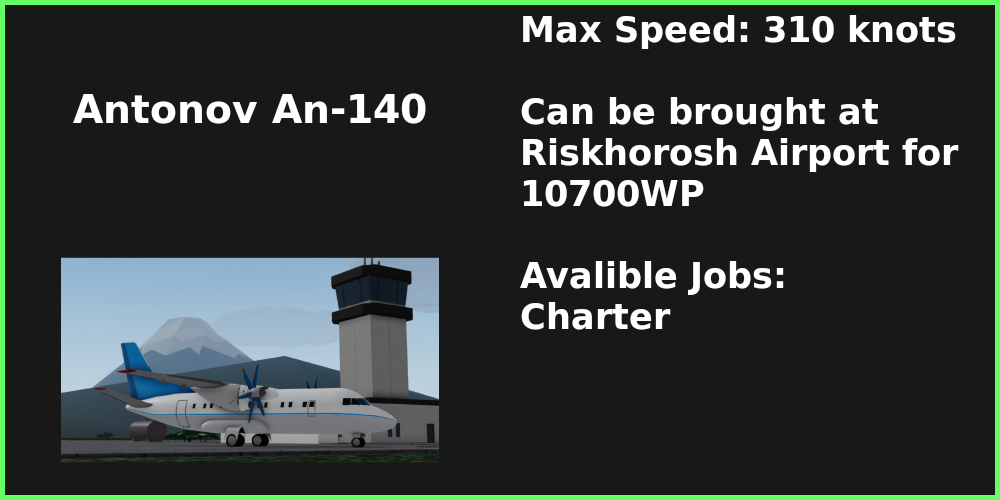 Antonov An-140
Max Speed: 310 knots
Can be brought at
Riskhorosh Airport for
10700WP
Avalible Jobs:
Charter